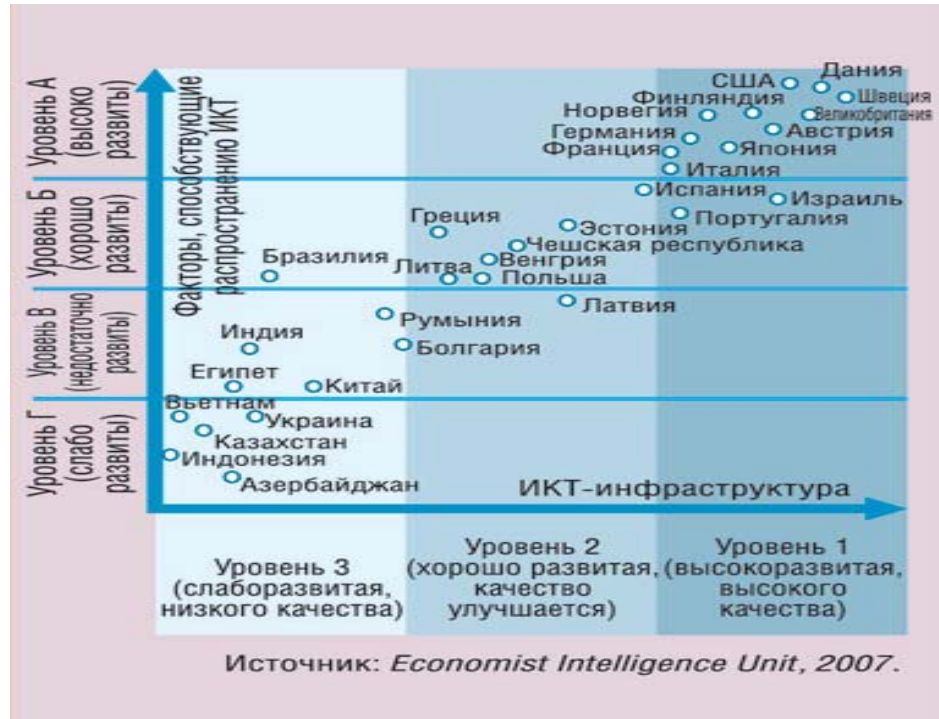 Уровень А
(высоко
развиты)
Уровень Б
(хорошо
развиты)
Уровень В
(недостаточно
развиты)
Уровень Г
(слабо
развиты)
Факторы, способствующие
распространению ИКТ
США
Дания
Финляндия
Швеция
Норвегия
Великобритания
Германия
Австрия
Франция
Япония
Италия
Испания
Израиль
Греция
Португалия
Эстония
Чешская республика
Бразилия
Венгрия
Литва
Польша
Латвия
Румыния
Индия
Болгария
Египет
Китай
Вьетнам
Украина
Казахстан
Индонезия
Азербайджан
ИКТ-инфраструктура
Уровень 3
(слаборазвитая,
низкого качества)
Уровень 2
(хорошо развитая,
качество
улучшается)
Уровень 1
(высокоразвитая,
высокого
качества)
Источник: Economist Intelligence Unit, 2007.